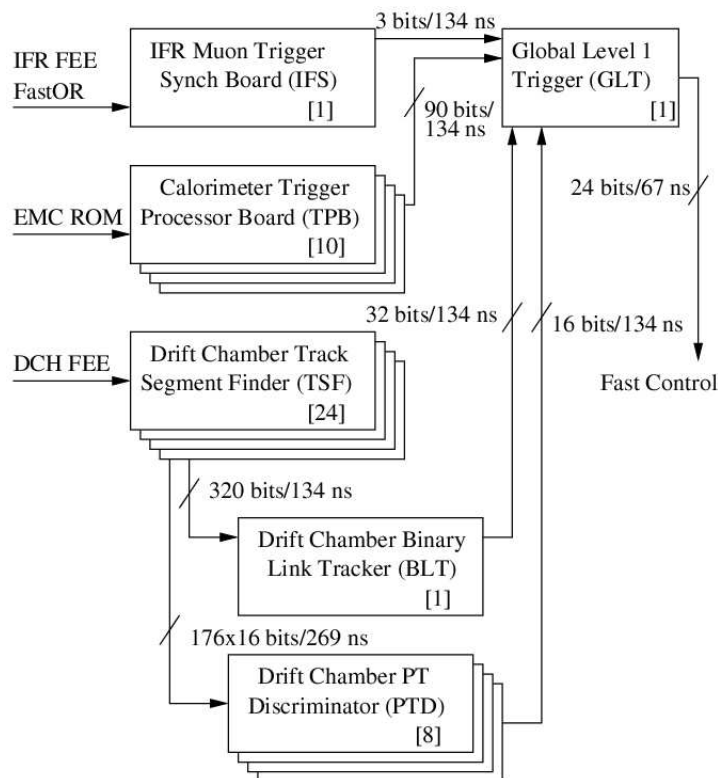 3 bits/134 ns
IFR FEE
FastOR
IFR Muon Trigger
Synch Board (IFS)
[1]
Global Level 1
Trigger (GLT)
[1]
90 bits/
134 ns
24 bits/67 ns
EMC ROM
Calorimeter Trigger
Processor Board (TPB)
[10]
32 bits/134 ns
16 bits/134 ns
DCH FEE
Drift Chamber Track
Segment Finder (TSF)
[24]
Fast Control
320 bits/134 ns
Drift Chamber Binary
Link Tracker (BLT)
[1]
176x16 bits/269 ns
Drift Chamber PT
Discriminator (PTD)
[8]